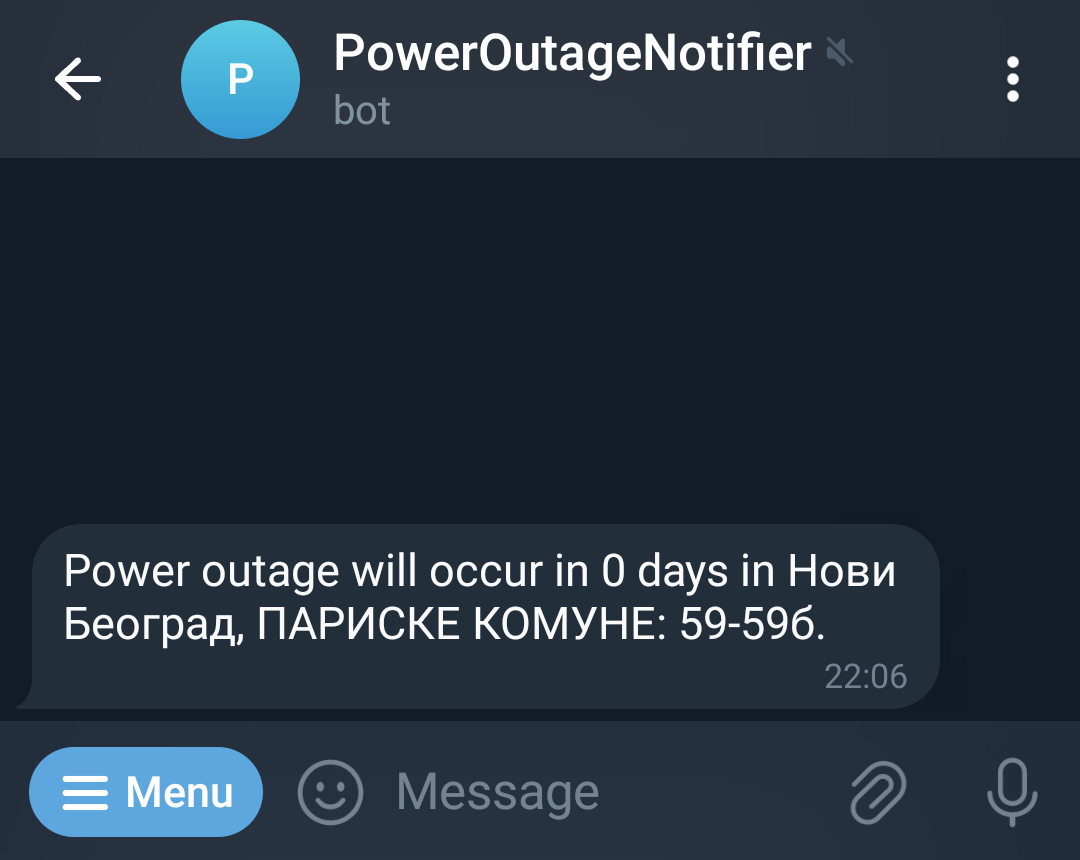 P
PowerOutageNotifier
bot
Power outage will occur in 0 days in Нови
Београд, ПАРИСКЕ КОМУНЕ: 59-59б.
22:06
Menu
Message